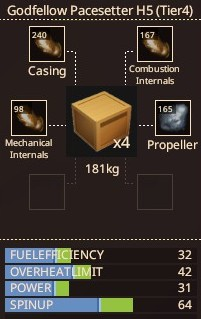 Godfellow Pacesetter H5 (Tier4)
240
167
Casing
Combustion
Internals
98
165
x4
Mechanical
Internals
Propeller
181kg
FUELEFFICIENCY 32
OVERHEATLIMIT 42
POWER 31
SPINUP 64